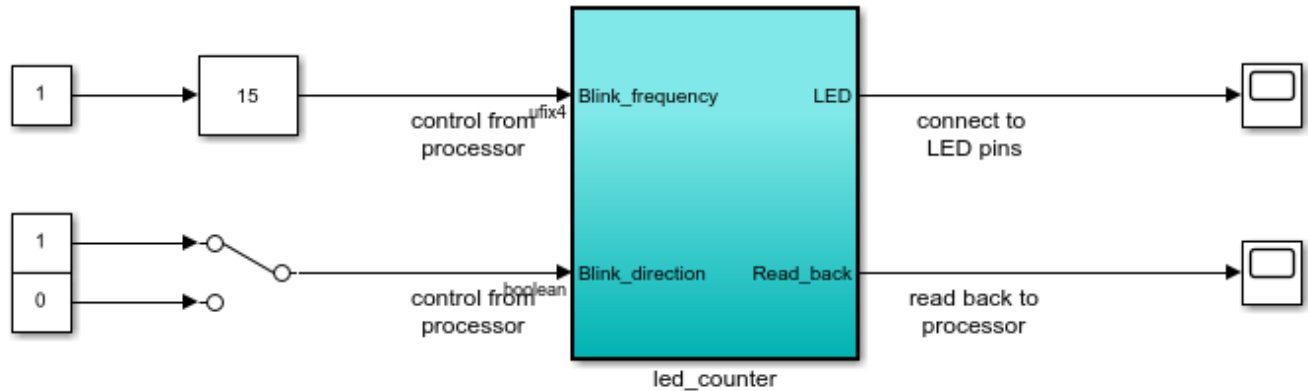 1
15
control from
processor
ufix4
Blink_frequency
LED
connect to
LED pins
1
0
control from
processor
boolean
Blink_direction
Read_back
read back to
processor
led_counter